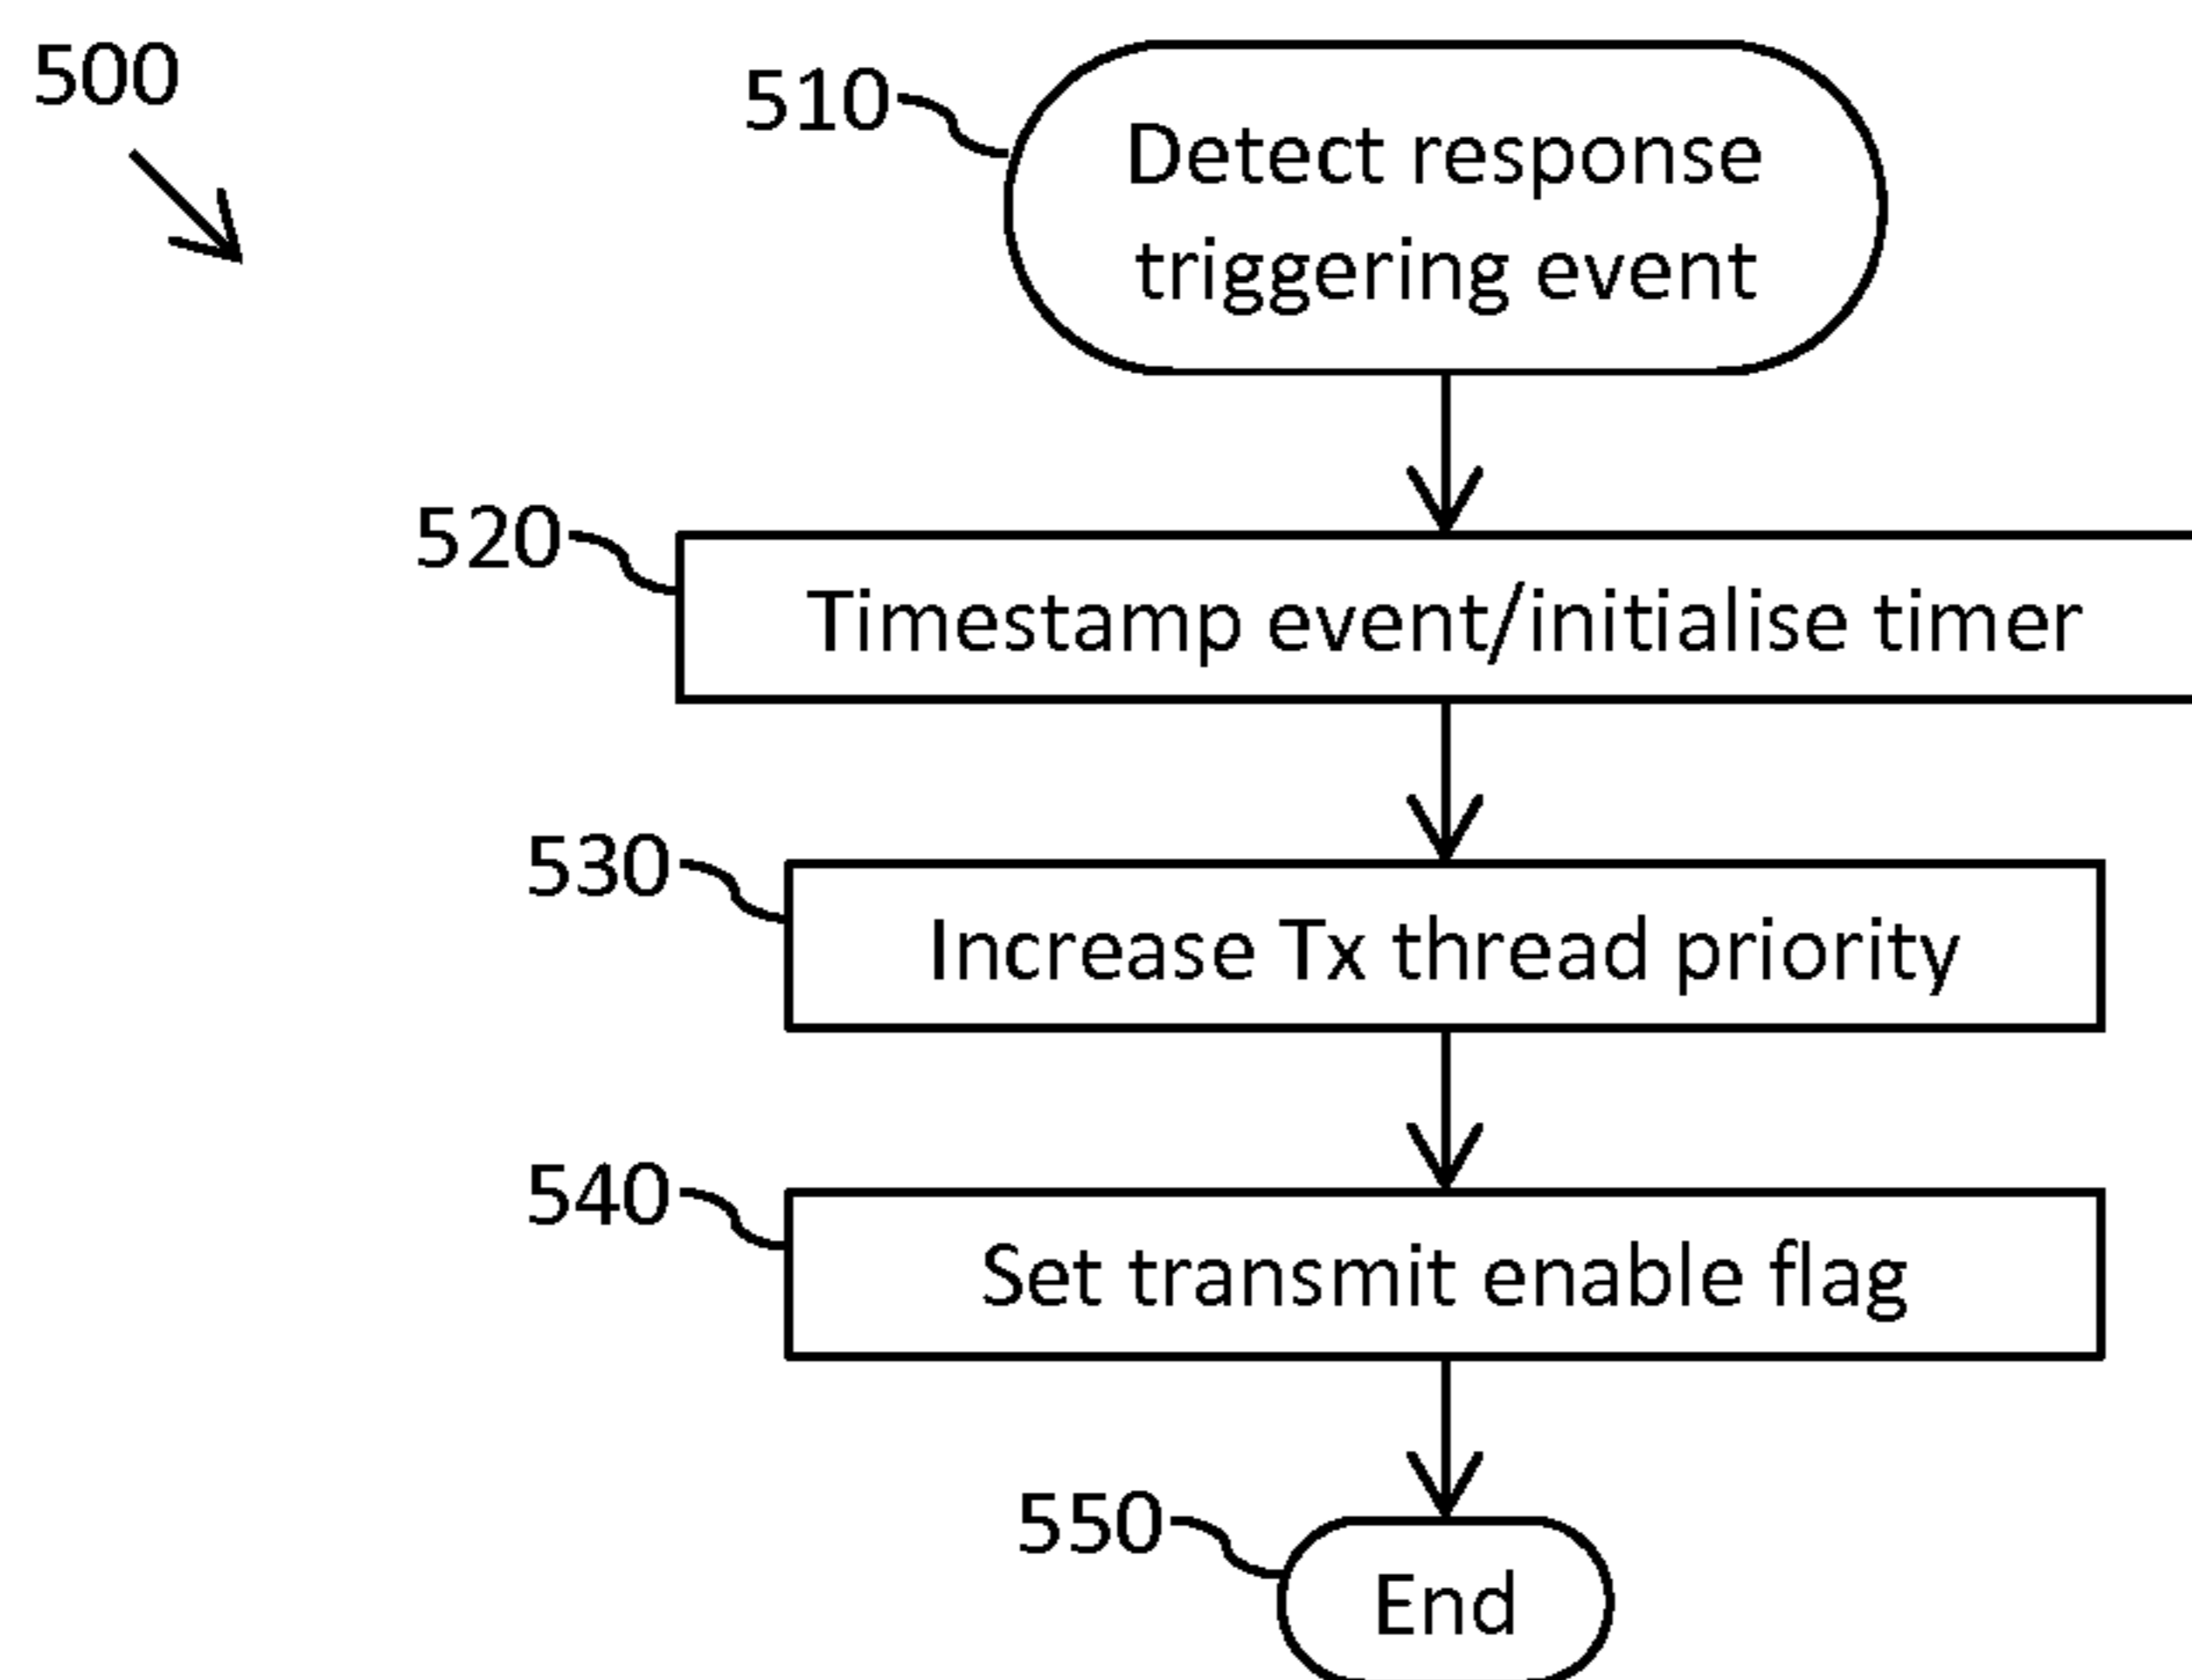 500
510
Detect response
triggering event
520
Timestamp event/initialise timer
530
Increase Tx thread priority
540
Set transmit enable flag
550
End